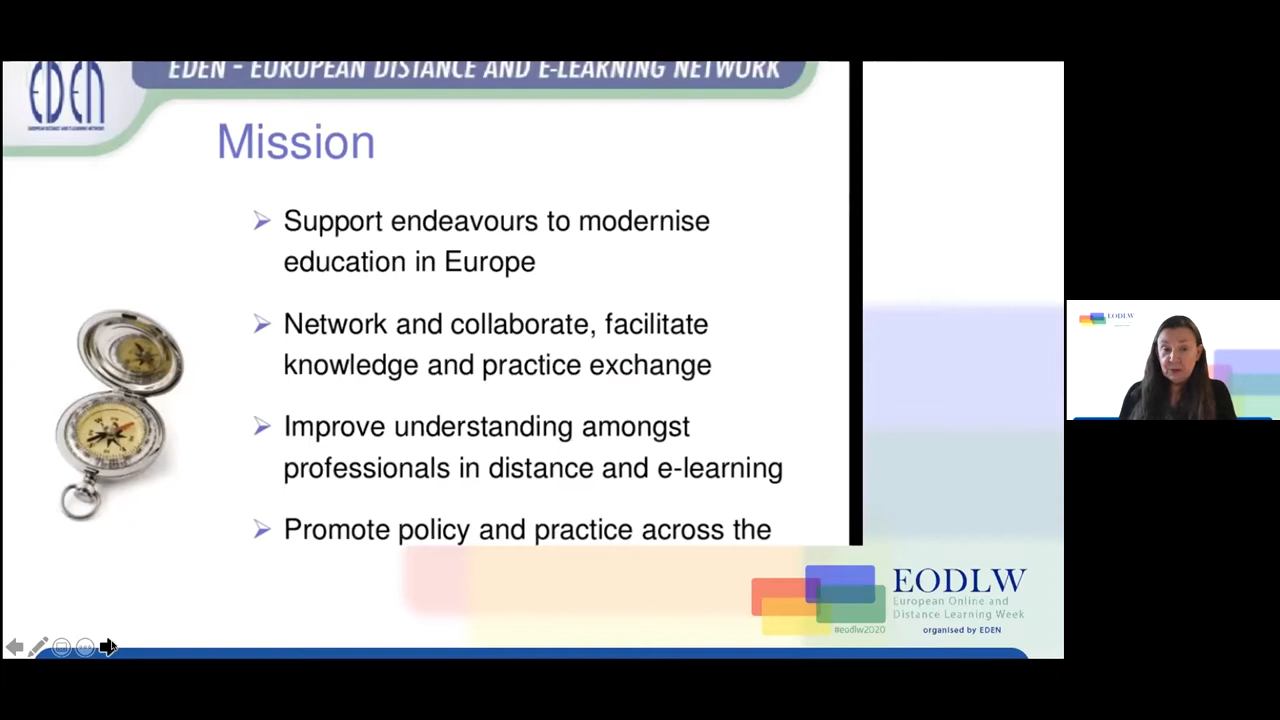 EDEN
EDEN - EUROPEAN DISTANCE AND E-LEARNING NETWORK
Mission
Support endeavours to modernise
education in Europe
Network and collaborate, facilitate
knowledge and practice exchange
Improve understanding amongst
professionals in distance and e-learning
Promote policy and practice across the
EODLW
European Online and
Distance Learning Week
#eodlw2020
organised by EDEN
EODLW